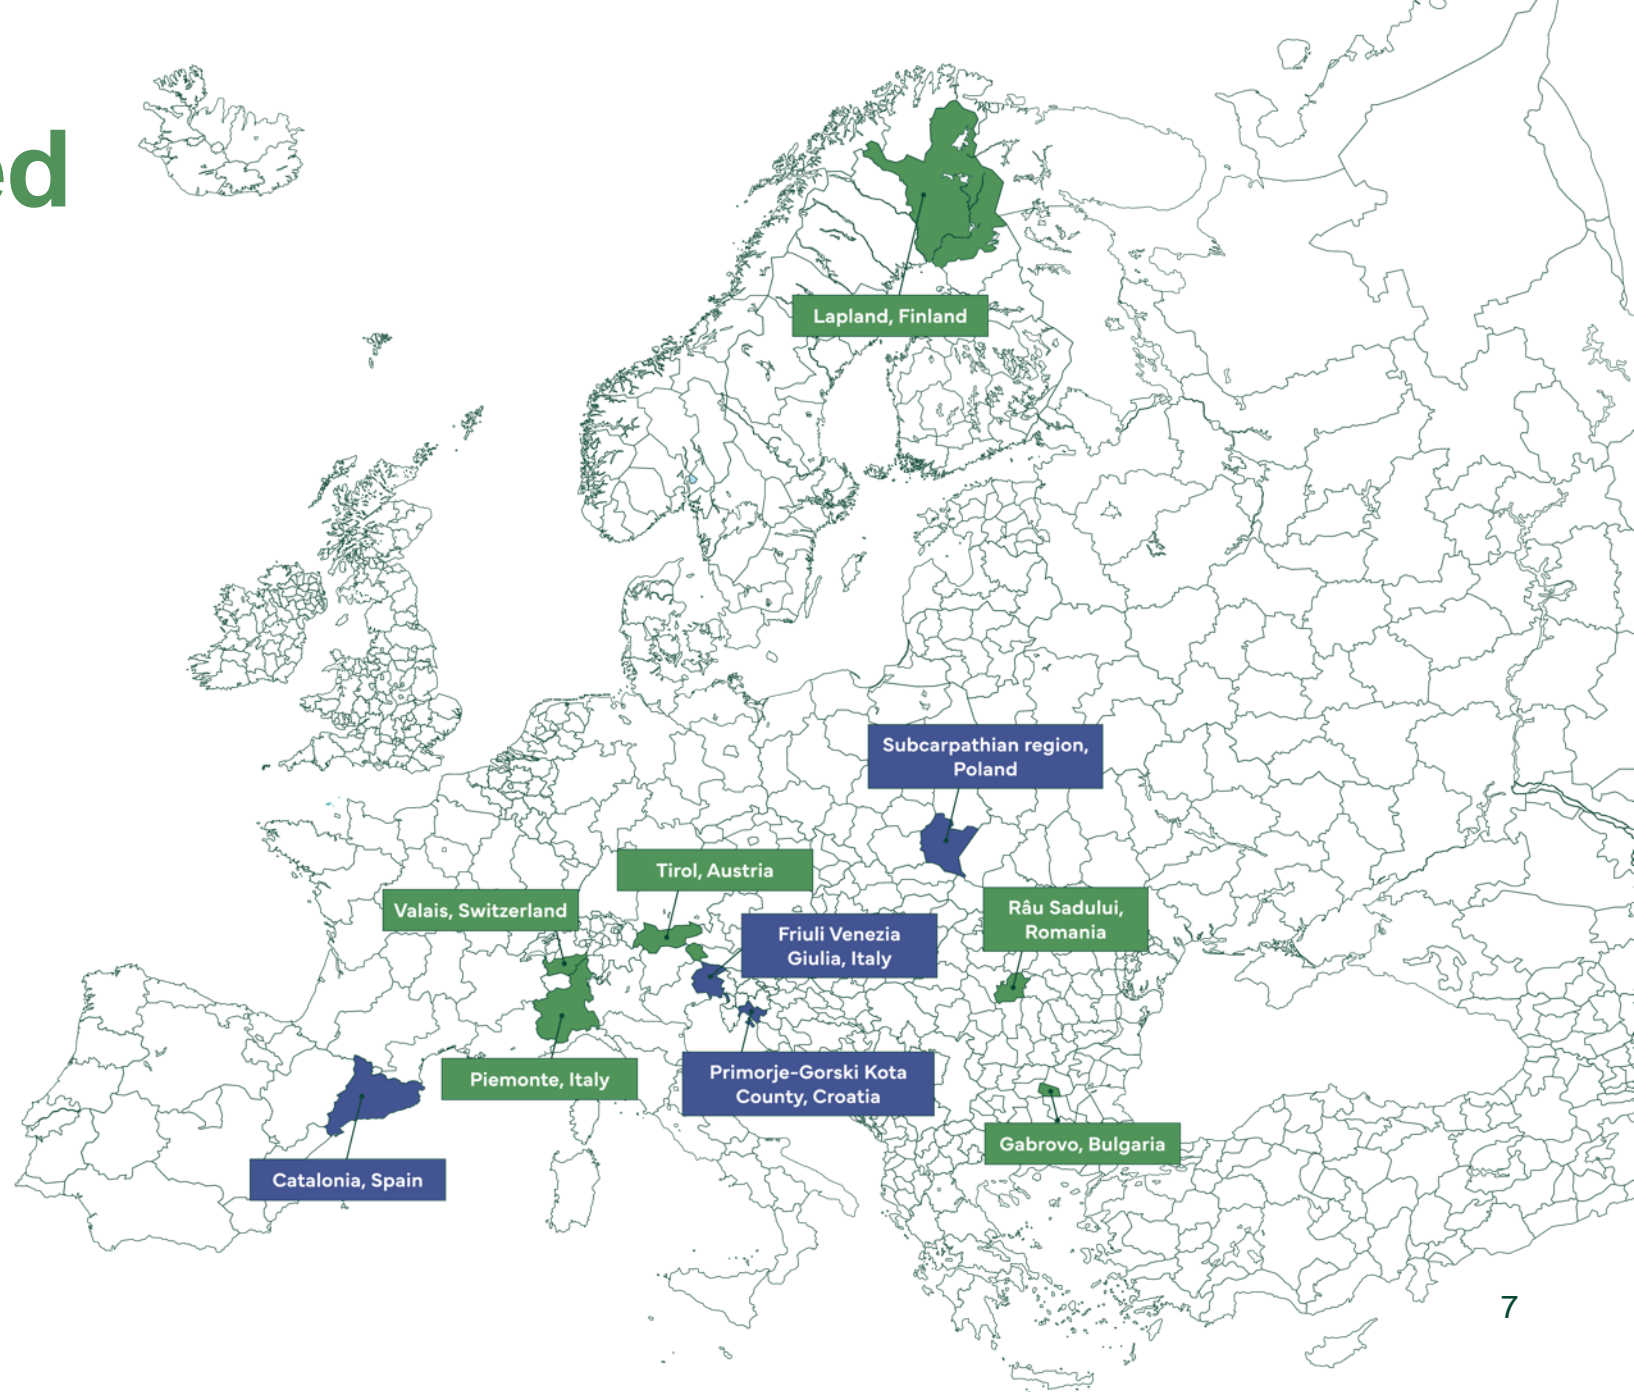 Lapland, Finland
Subcarpathian region,
Poland
Tirol, Austria
Valais, Switzerland
Râu Sadului,
Romania
Friuli Venezia
Giulia, Italy
Piemonte, Italy
Primorje-Gorski Kota
County, Croatia
Gabrovo, Bulgaria
Catalonia, Spain
7